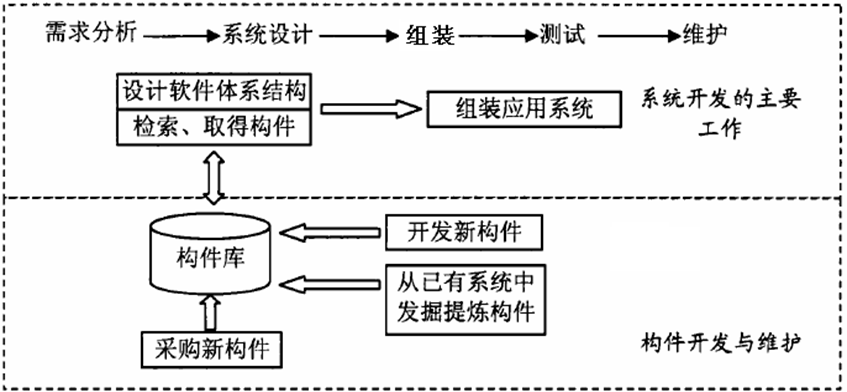 需求分析 系统设计 组装 测试 维护
设计软件体系结构
检索、取得构件
组装应用系统
系统开发的主要
工作
构件库
开发新构件
从已有系统中
发掘提炼构件
采购新构件
构件开发与维护